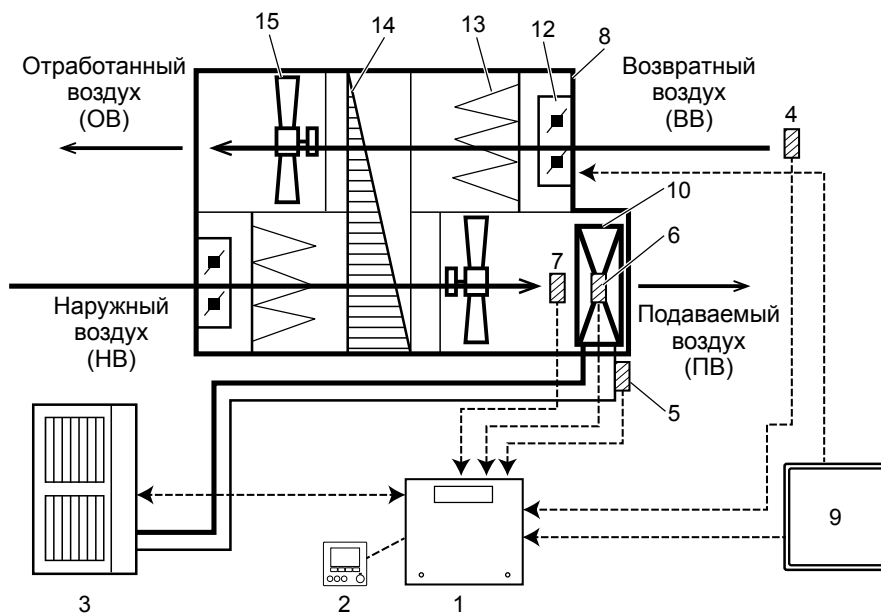 15
14
13
12
8
Отработанный
воздух
(ОВ)
Возвратный
воздух
(ВВ)
4
10
6
7
Наружный
воздух
(НВ)
Подаваемый
воздух
(ПВ)
5
9
3
2
1